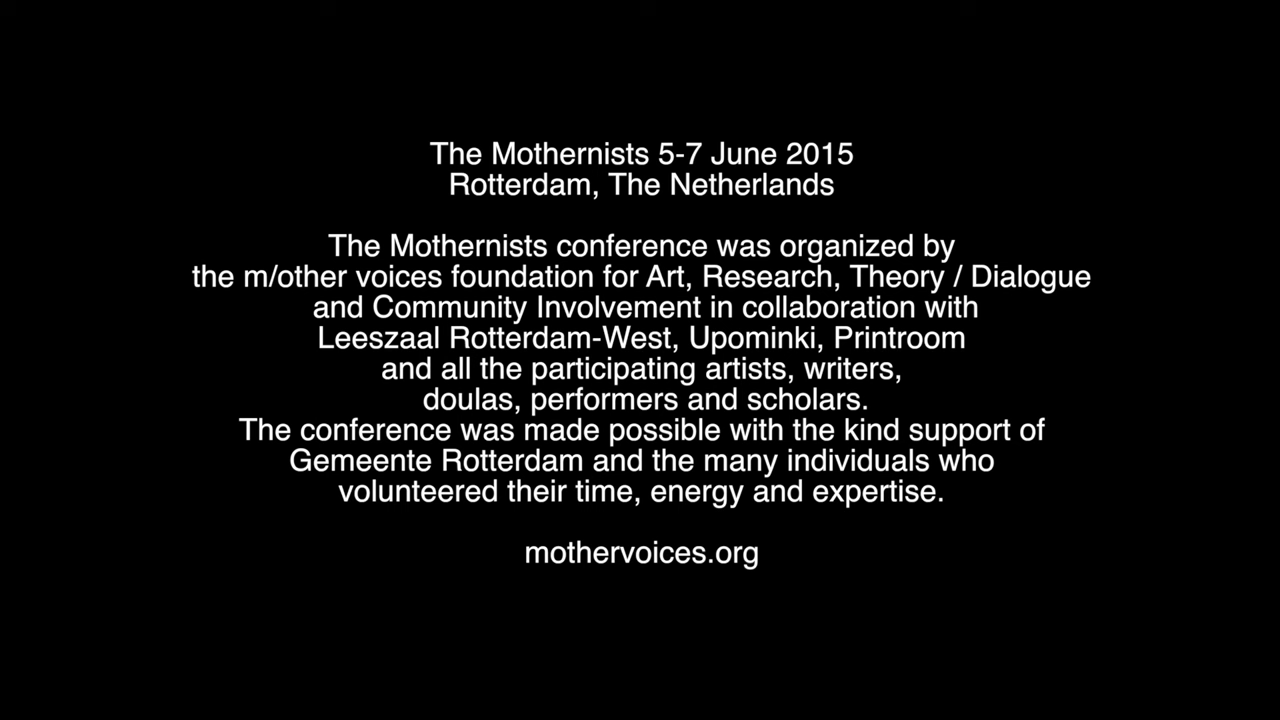 The Mothernists 5-7 June 2015
Rotterdam, The Netherlands
The Mothernists conference was organized by
the m/other voices foundation for Art, Research, Theory / Dialogue
and Community Involvement in collaboration with
Leeszaal Rotterdam-West, Upominki, Printroom
and all the participating artists, writers,
doulas, performers and scholars.
The conference was made possible with the kind support of
Gemeente Rotterdam and the many individuals who
volunteered their time, energy and expertise.
mothervoices.org